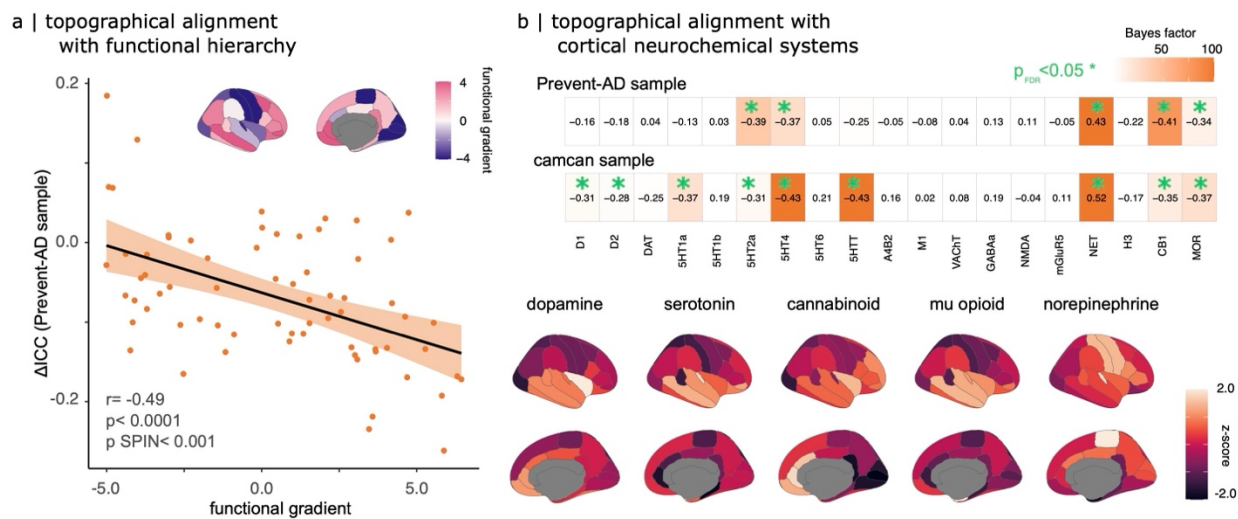 a | topographical alignment
with functional hierarchy
0.2
0.0
-0.2
ΔICC (Prevent-AD sample)
4
0
−4
functional gradient
r= -0.49
p< 0.0001
p SPIN< 0.001
-5.0
0.0
5.0
functional gradient
b | topographical alignment with
cortical neurochemical systems
Bayes factor
50
100
pFDR<0.05 *
Prevent-AD sample
−0.16 −0.18 0.04 −0.13 0.03 −0.39 −0.37 0.05 −0.25 −0.05 −0.08 0.04 0.13 0.11 −0.05 0.43 −0.22 −0.41 −0.34
* * * * *
camcan sample
* * * * * * * * *
−0.31 −0.28 −0.25 −0.37 0.19 −0.31 −0.43 0.21 −0.43 0.16 0.02 0.08 0.19 −0.04 0.11 0.52 −0.17 −0.35 −0.37
D1
D2
DAT
5HT1a
5HT1b
5HT2a
5HT4
5HT6
5HTT
A4B2
M1
VAChT
GABAa
NMDA
mGluR5
NET
H3
CB1
MOR
dopamine
serotonin
cannabinoid
mu opioid
norepinephrine
2.0
-2.0
z-score